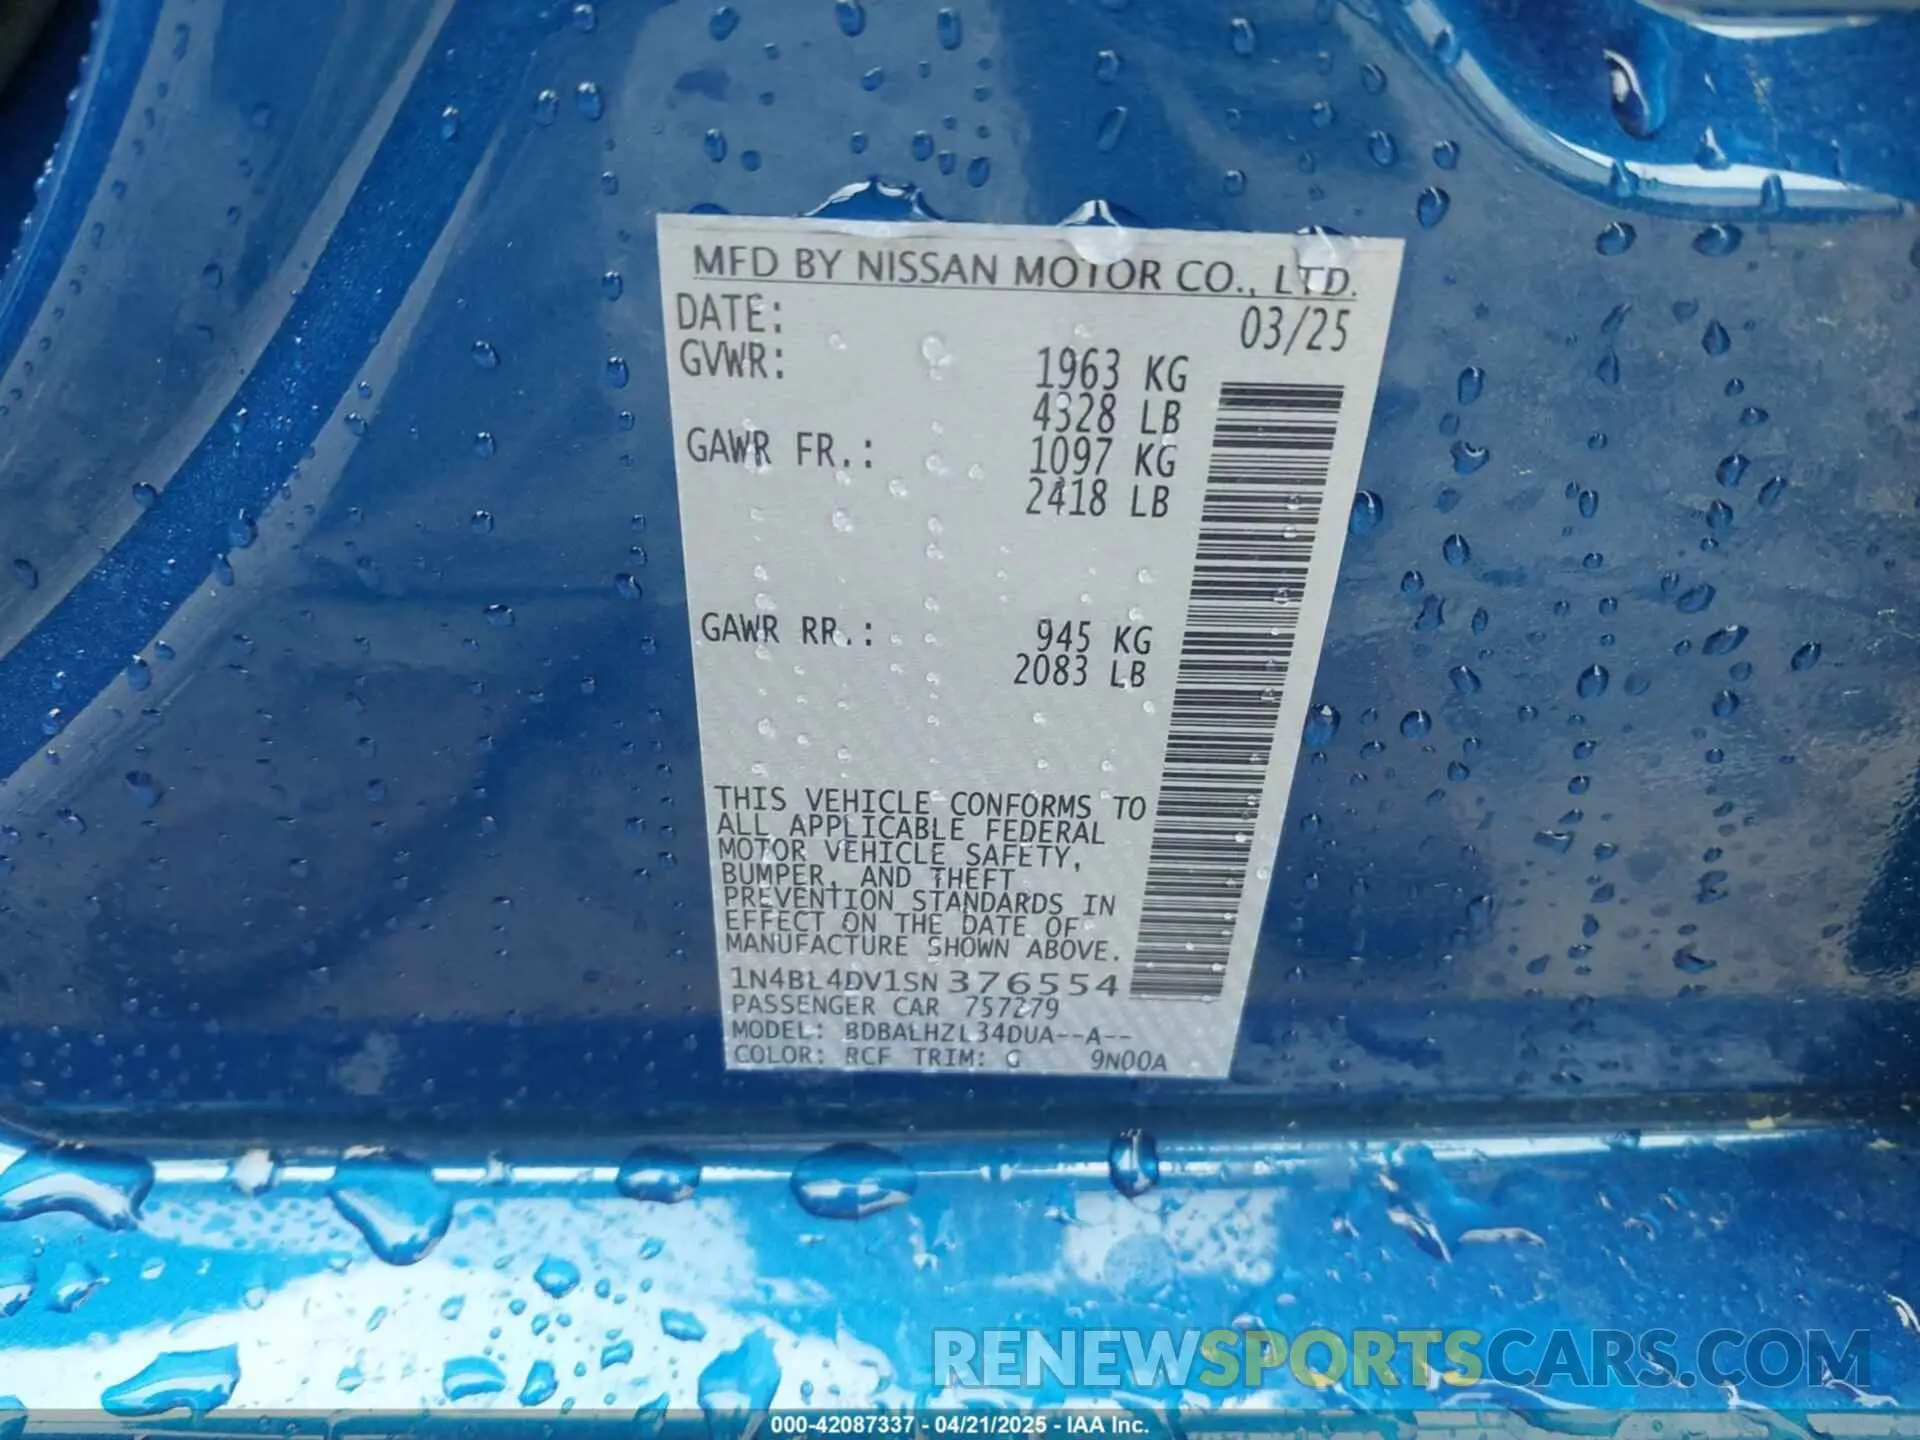 MFD BY NISSAN MOTOR CO., LTD.
DATE: 03/25
GVWR: 1963 KG
4328 LB
GAWR FR.: 1097 KG
2418 LB
GAWR RR.: 945 KG
2083 LB
THIS VEHICLE CONFORMS TO
ALL APPLICABLE FEDERAL
MOTOR VEHICLE SAFETY,
BUMPER, AND THEFT
PREVENTION STANDARDS IN
EFFECT ON THE DATE OF
MANUFACTURE SHOWN ABOVE.
1N4BL4DV1SN 376554
PASSENGER CAR 757279
MODEL: BDBALHZL34DUA--A--
COLOR: RCF TRIM: G 9N00A
RENEWSPORTSCARS.COM
000-42087337 - 04/21/2025 - IAA Inc.